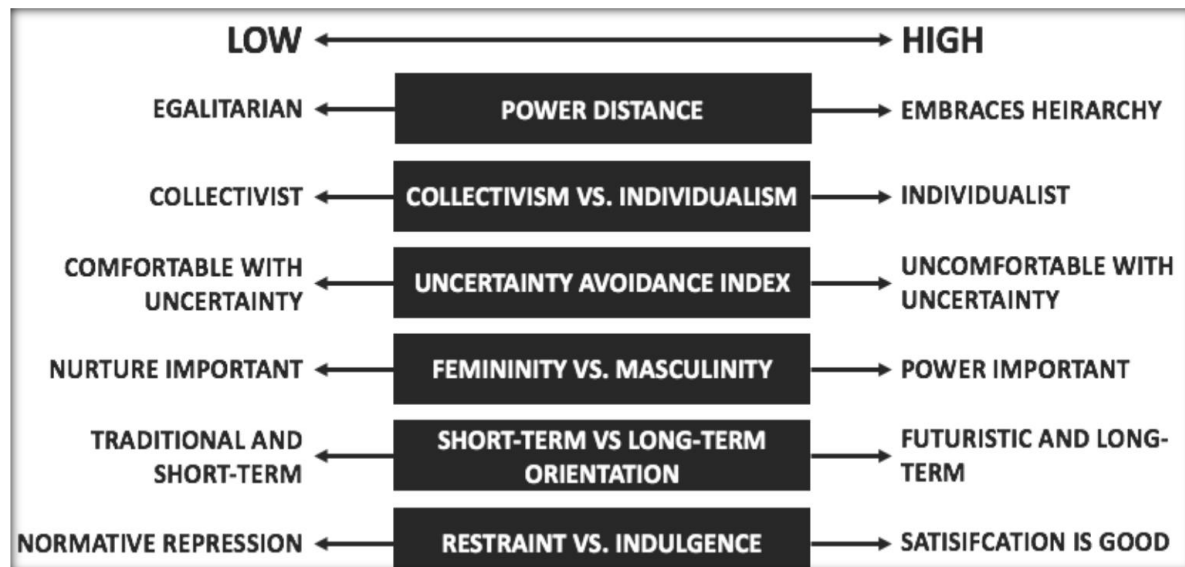 LOW
HIGH
EGALITARIAN
POWER DISTANCE
EMBRACES HEIRARCHY
COLLECTIVIST
COLLECTIVISM VS. INDIVIDUALISM
INDIVIDUALIST
COMFORTABLE WITH
UNCERTAINTY
UNCERTAINTY AVOIDANCE INDEX
UNCOMFORTABLE WITH
UNCERTAINTY
NURTURE IMPORTANT
FEMININITY VS. MASCULINITY
POWER IMPORTANT
TRADITIONAL AND
SHORT-TERM
SHORT-TERM VS LONG-TERM
ORIENTATION
FUTURISTIC AND LONG-
TERM
NORMATIVE REPRESSION
RESTRAINT VS. INDULGENCE
SATISIFCATION IS GOOD